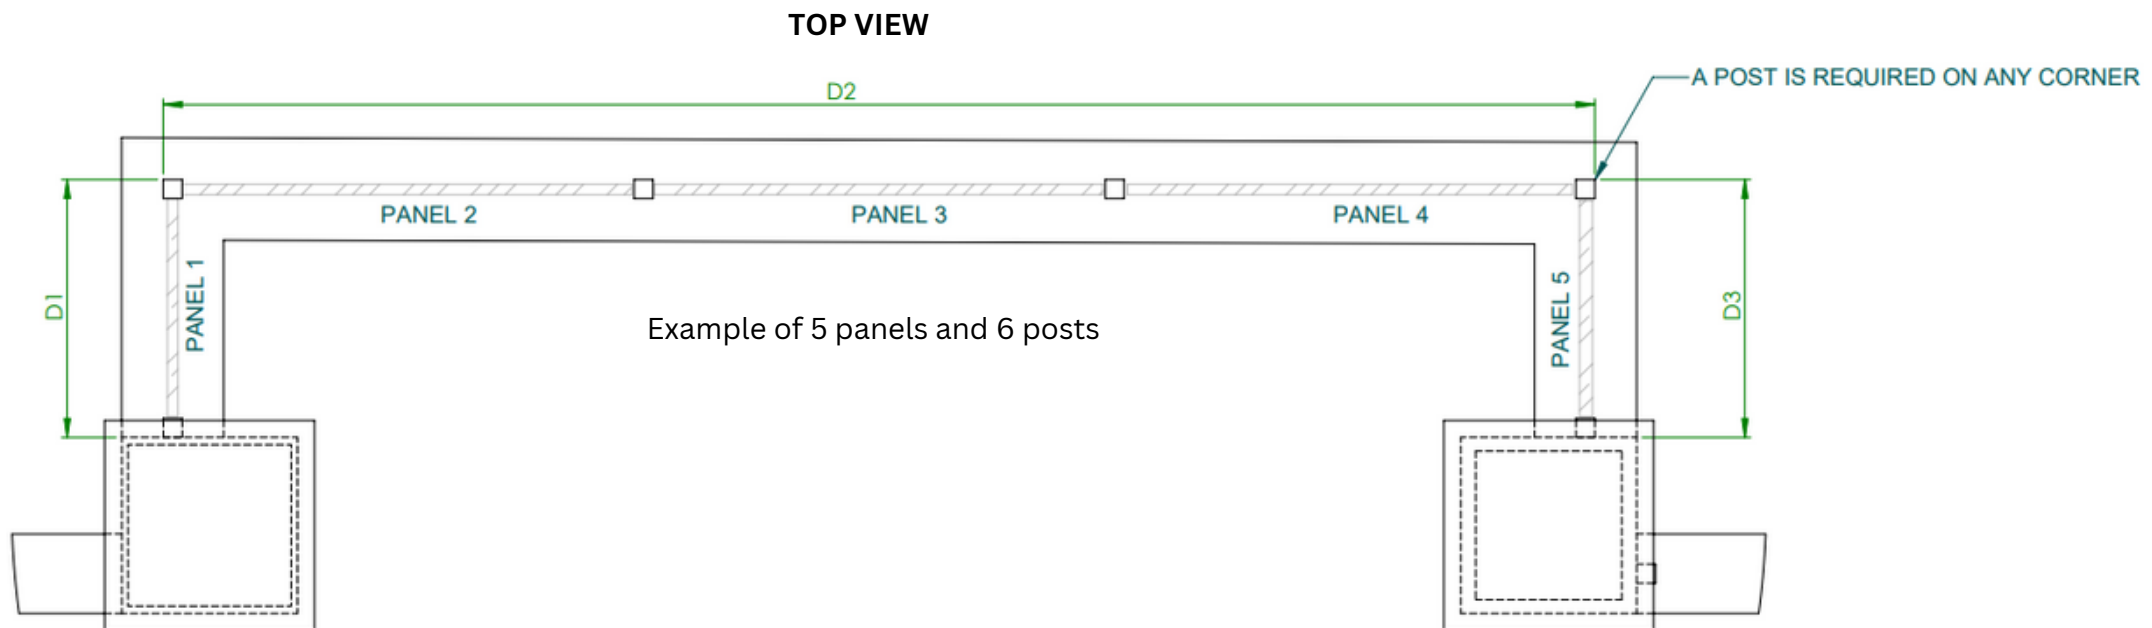 TOP VIEW
D2
A POST IS REQUIRED ON ANY CORNER
PANEL 2
PANEL 3
PANEL 4
D1
PANEL 1
Example of 5 panels and 6 posts
PANEL 5
D3